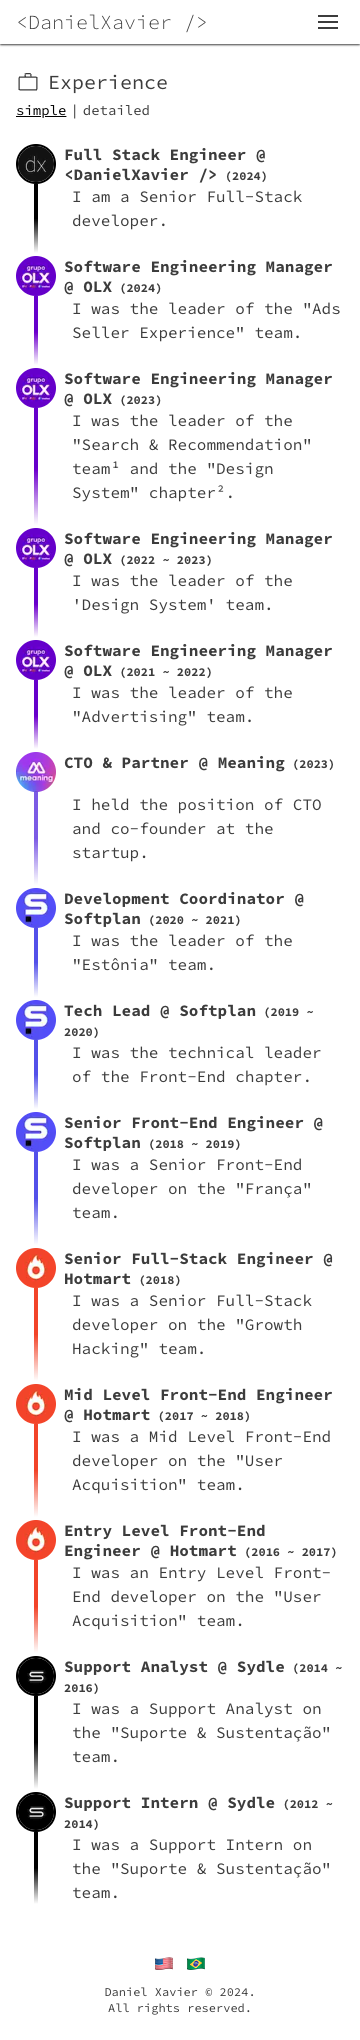 <DanielXavier />
Experience
simple | detailed
dx
Full Stack Engineer @
<DanielXavier /> (2024)
I am a Senior Full-Stack
developer.
grupo
OLX
Software Engineering Manager
@ OLX (2024)
I was the leader of the "Ads
Seller Experience" team.
grupo
OLX
Software Engineering Manager
@ OLX (2023)
I was the leader of the
"Search & Recommendation"
team¹ and the "Design
System" chapter².
grupo
OLX
Software Engineering Manager
@ OLX (2022 ~ 2023)
I was the leader of the
'Design System' team.
grupo
OLX
Software Engineering Manager
@ OLX (2021 ~ 2022)
I was the leader of the
"Advertising" team.
meaning
CTO & Partner @ Meaning (2023)
I held the position of CTO
and co-founder at the
startup.
S
Development Coordinator @
Softplan (2020 ~ 2021)
I was the leader of the
"Estônia" team.
S
Tech Lead @ Softplan (2019 ~
2020)
I was the technical leader
of the Front-End chapter.
S
Senior Front-End Engineer @
Softplan (2018 ~ 2019)
I was a Senior Front-End
developer on the "França"
team.
Senior Full-Stack Engineer @
Hotmart (2018)
I was a Senior Full-Stack
developer on the "Growth
Hacking" team.
Mid Level Front-End Engineer
@ Hotmart (2017 ~ 2018)
I was a Mid Level Front-End
developer on the "User
Acquisition" team.
Entry Level Front-End
Engineer @ Hotmart (2016 ~ 2017)
I was an Entry Level Front-
End developer on the "User
Acquisition" team.
S
Support Analyst @ Sydle (2014 ~
2016)
I was a Support Analyst on
the "Suporte & Sustentação"
team.
S
Support Intern @ Sydle (2012 ~
2014)
I was a Support Intern on
the "Suporte & Sustentação"
team.
Daniel Xavier © 2024.
All rights reserved.